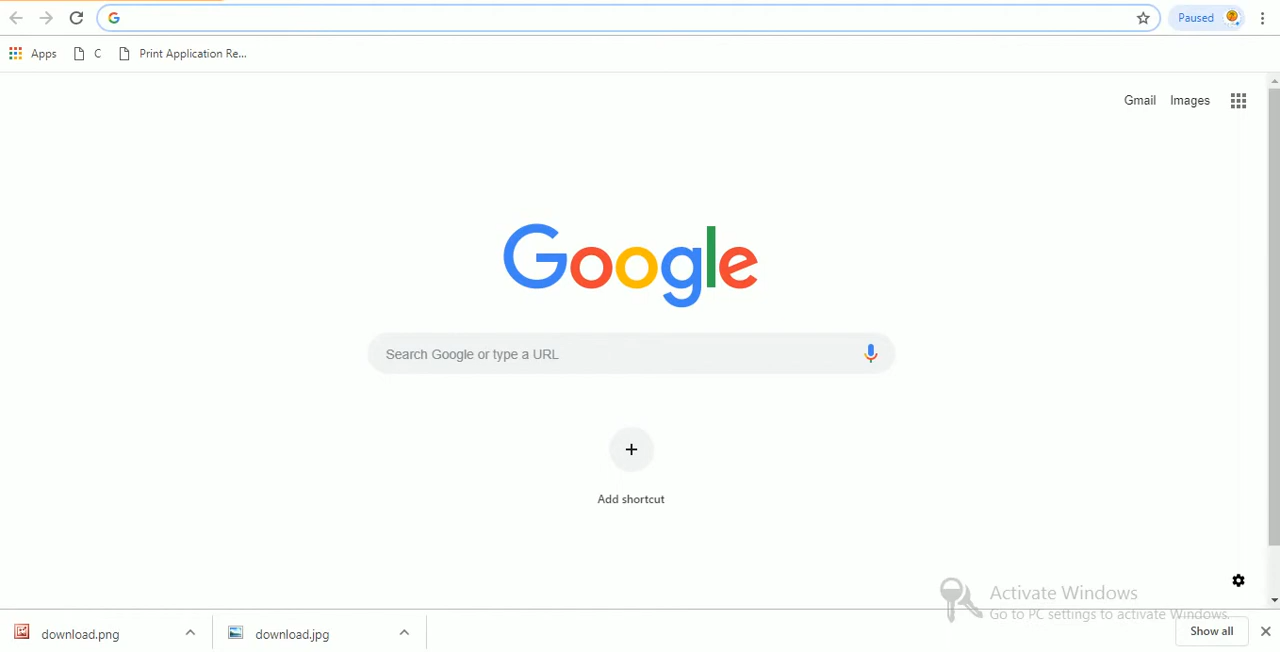 Paused
Apps C Print Application Re...
Gmail Images
Google
Search Google or type a URL
Add shortcut
Activate Windows
Go to PC settings to activate Windows.
download.png download.jpg Show all